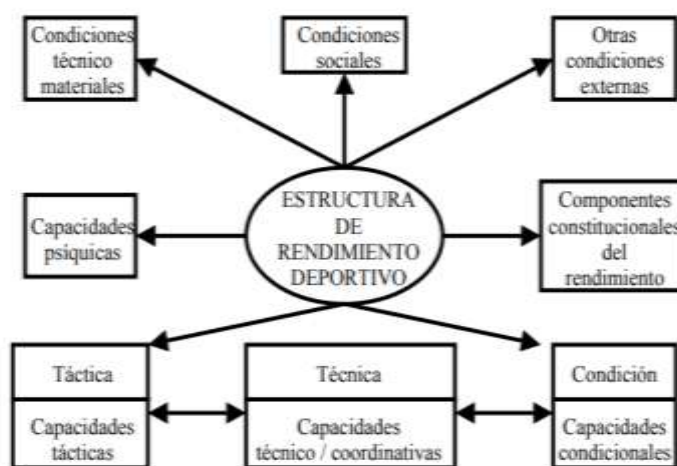 Condiciones
técnico
materiales
Condiciones
sociales
Otras
condiciones
externas
Capacidades
psíquicas
ESTRUCTURA
DE
RENDIMIENTO
DEPORTIVO
Componentes
constitucionales
del
rendimiento
Táctica
Capacidades
tácticas
Técnica
Capacidades
técnico / coordinativas
Condición
Capacidades
condicionales